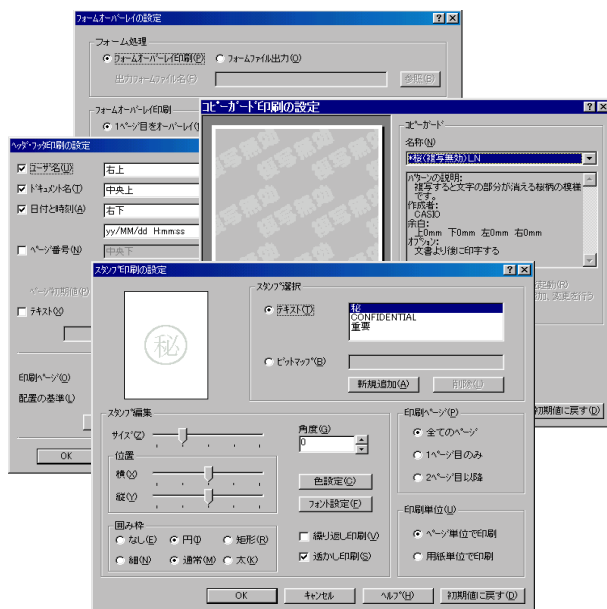 フォームオーバーレイの設定
フォーム処理
フォームオーバーレイ印刷(P)
フォームファイル出力(O)
出力フォームファイル名(F)
参照(B)
フォームオーバーレイ印刷
1ページ目をオーバーレイ(
コピーガード印刷の設定
複写無効
コピーガード
名称(N)
*桜(複写無効)LN
パターンの説明:
複写すると文字の部分が消える桜柄の模様
です。
作成者:
CASIO
余白:
上0mm 下0mm 左0mm 右0mm
オプション:
文書より後に印字する
変更を行う
初期値に戻す(D)
ヘッダ・フッタ印刷の設定
ユーザ名(U)
右上
ドキュメント名(T)
中央上
日付と時刻(A)
右下
yy/MM/dd H:mm:ss
ページ番号(N)
中央下
ページ初期値(P)
テキスト(X)
印刷ページ(O)
配置の基準(L)
OK
スタンプ印刷の設定
秘
スタンプ選択
テキスト(T)
秘
CONFIDENTIAL
重要
ビットマップ(B)
新規追加(A)
削除(L)
スタンプ編集
サイズ(Z)
位置
横(X)
縦(Y)
角度(G)
0
色設定(C)
フォント設定(F)
囲み枠
なし(E)
円(I)
矩形(R)
細(N)
通常(M)
太(K)
繰り返し印刷(V)
透かし印刷(S)
印刷ページ(P)
全てのページ
1ページ目のみ
2ページ目以降
印刷単位(U)
ページ単位で印刷
用紙単位で印刷
OK
キャンセル
ヘルプ(H)
初期値に戻す(D)